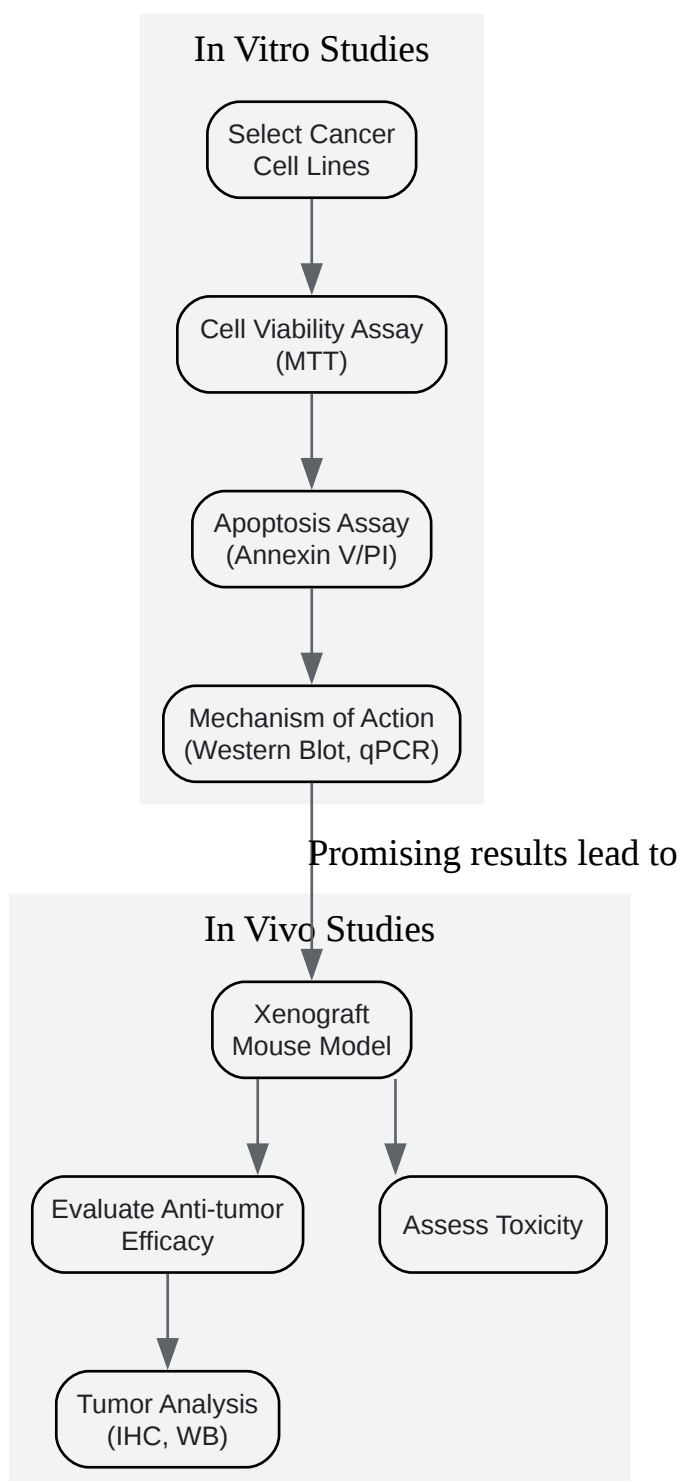 In Vitro Studies
Select Cancer
Cell Lines
Cell Viability Assay
(MTT)
Apoptosis Assay
(Annexin V/PI)
Mechanism of Action
(Western Blot, qPCR)
Promising results lead to
In Vivo Studies
Xenograft
Mouse Model
Evaluate Anti-tumor
Efficacy
Assess Toxicity
Tumor Analysis
(IHC, WB)